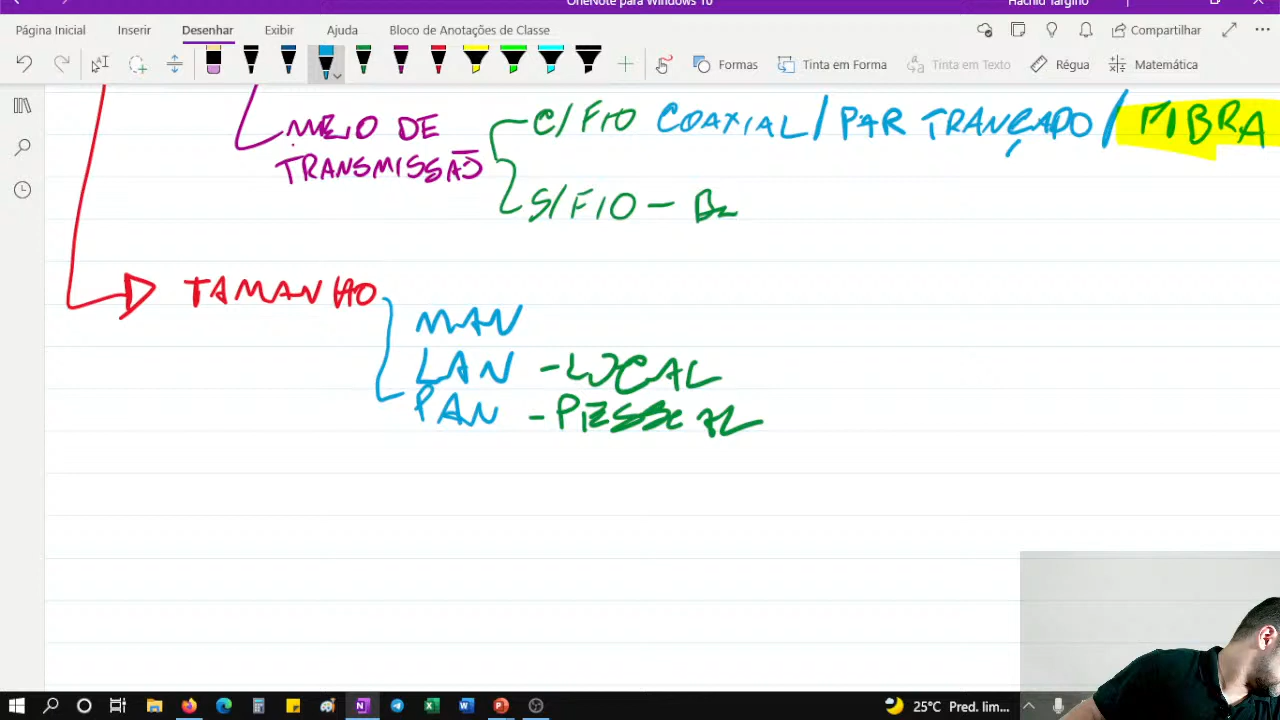 OneNote para Windows 10
Hachid Targino
Página Inicial Inserir Desenhar Exibir Ajuda Bloco de Anotações de Classe Compartilhar
Formas Tinta em Forma Tinta em Texto Régua Matemática
MEIO DE TRANSMISSÃO
C/FIO COAXIAL / PAR TRANÇADO / FIBRA
S/FIO -
TAMANHO
MAN
LAN - LOCAL
PAN - PESSOAL
25°C Pred. lim...